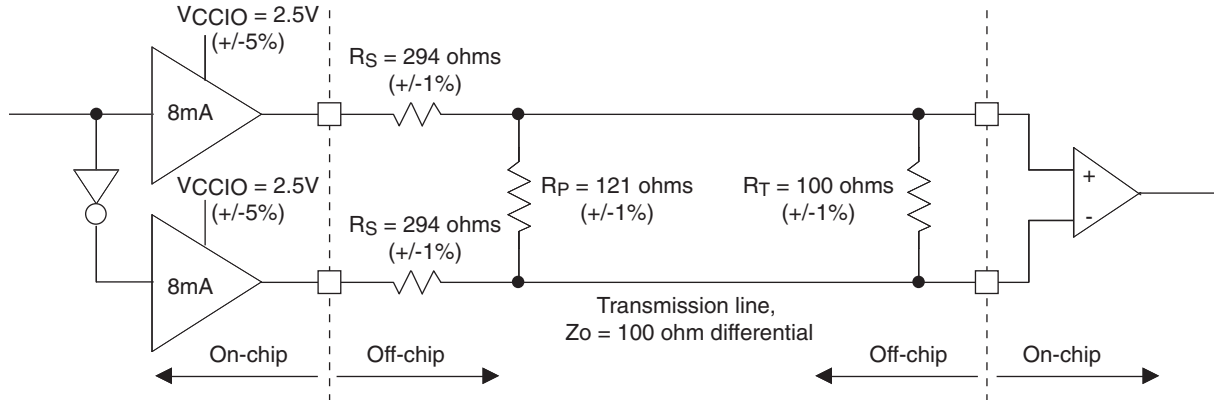 VCCIO = 2.5V
(+/-5%)
8mA
RS = 294 ohms
(+/-1%)
VCCIO = 2.5V
(+/-5%)
8mA
RS = 294 ohms
(+/-1%)
RP = 121 ohms
(+/-1%)
RT = 100 ohms
(+/-1%)
+
-
Transmission line,
Zo = 100 ohm differential
On-chip
Off-chip
Off-chip
On-chip